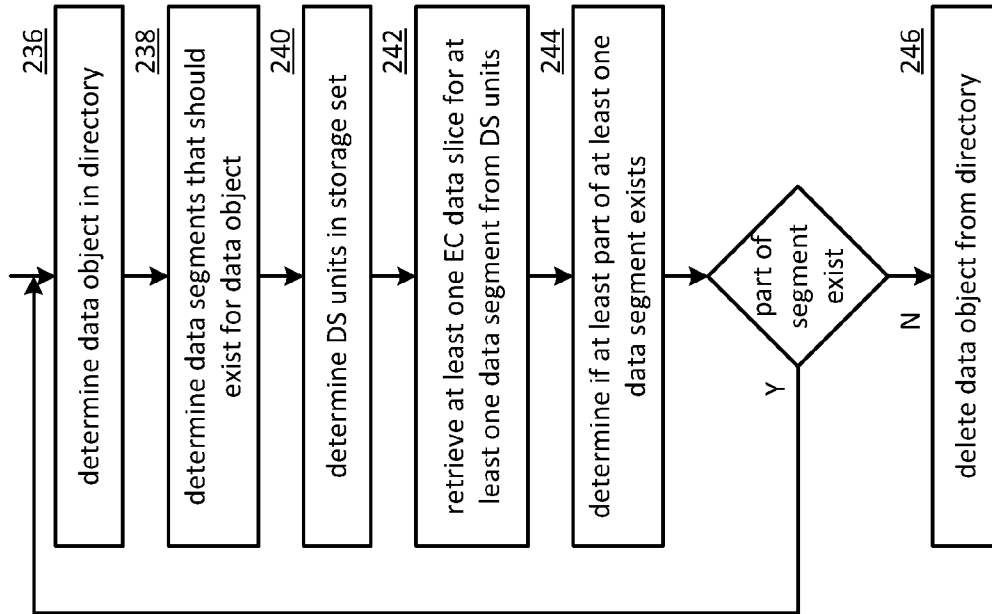 236
determine data object in directory
238
determine data segments that should
exist for data object
240
determine DS units in storage set
242
retrieve at least one EC data slice for at
least one data segment from DS units
244
determine if at least part of at least one
data segment exists
part of
segment
exist
Y
N
246
delete data object from directory